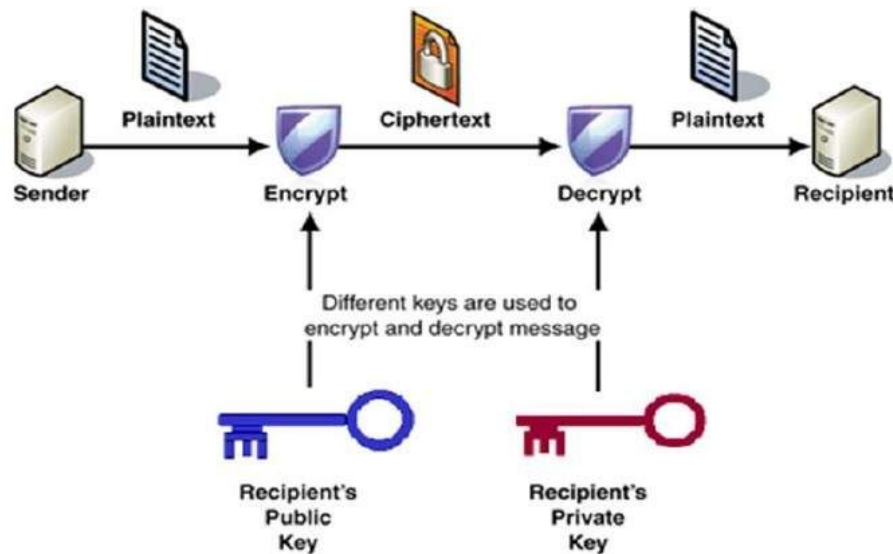 Plaintext
Ciphertext
Plaintext
Sender
Encrypt
Decrypt
Recipient
Different keys are used to
encrypt and decrypt message
Recipient's
Public
Key
Recipient's
Private
Key